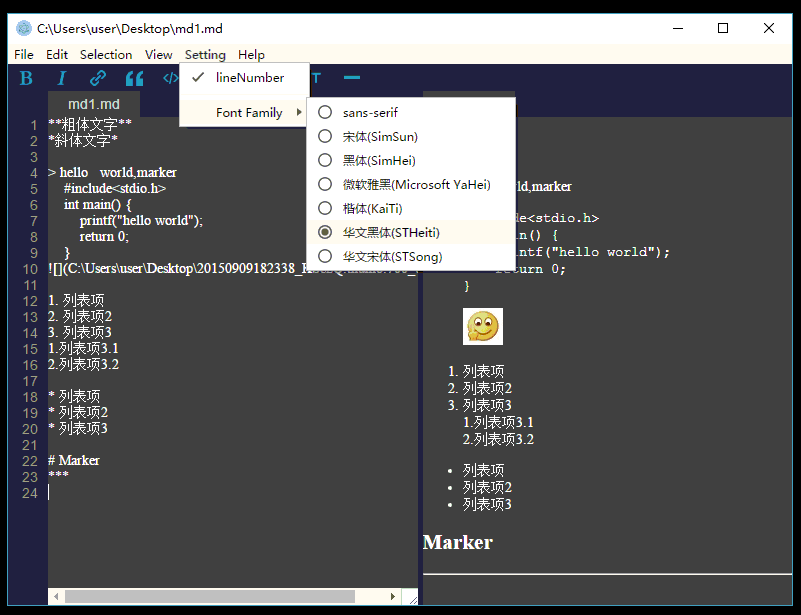 C:\Users\user\Desktop\md1.md
File Edit Selection View Setting Help
B I </> T
lineNumber
Font Family
sans-serif
宋体(SimSun)
黑体(SimHei)
微软雅黑(Microsoft YaHei)
楷体(KaiTi)
华文黑体(STHeiti)
华文宋体(STSong)
md1.md
1 **粗体文字**
2 *斜体文字*
3
4 > hello world,marker
5 #include<stdio.h>
6 int main() {
7 printf("hello world");
8 return 0;
9 }
10 ![](C:\Users\user\Desktop\20150909182338_
11
12 1. 列表项
13 2. 列表项2
14 3. 列表项3
15 1.列表项3.1
16 2.列表项3.2
17
18 * 列表项
19 * 列表项2
20 * 列表项3
21
22 # Marker
23 ***
24
ld,marker
de<stdio.h>
in() {
ntf("hello world");
return 0;
}
1. 列表项
2. 列表项2
3. 列表项3
1.列表项3.1
2.列表项3.2
• 列表项
• 列表项2
• 列表项3
Marker